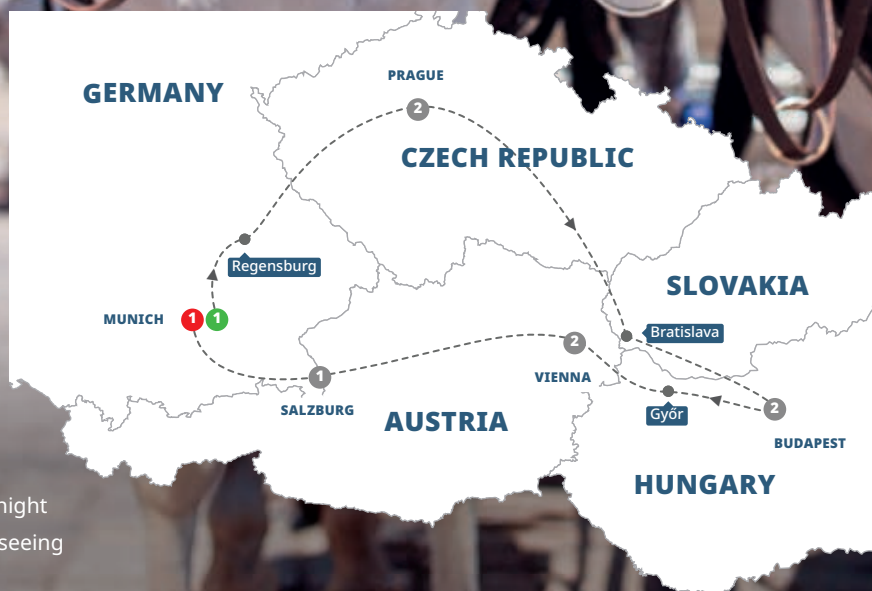 PRAGUE
GERMANY
2
CZECH REPUBLIC
Regensburg
SLOVAKIA
MUNICH 1 1
Bratislava
2
VIENNA
1
SALZBURG
AUSTRIA
Győr
2
BUDAPEST
HUNGARY
night
seeing